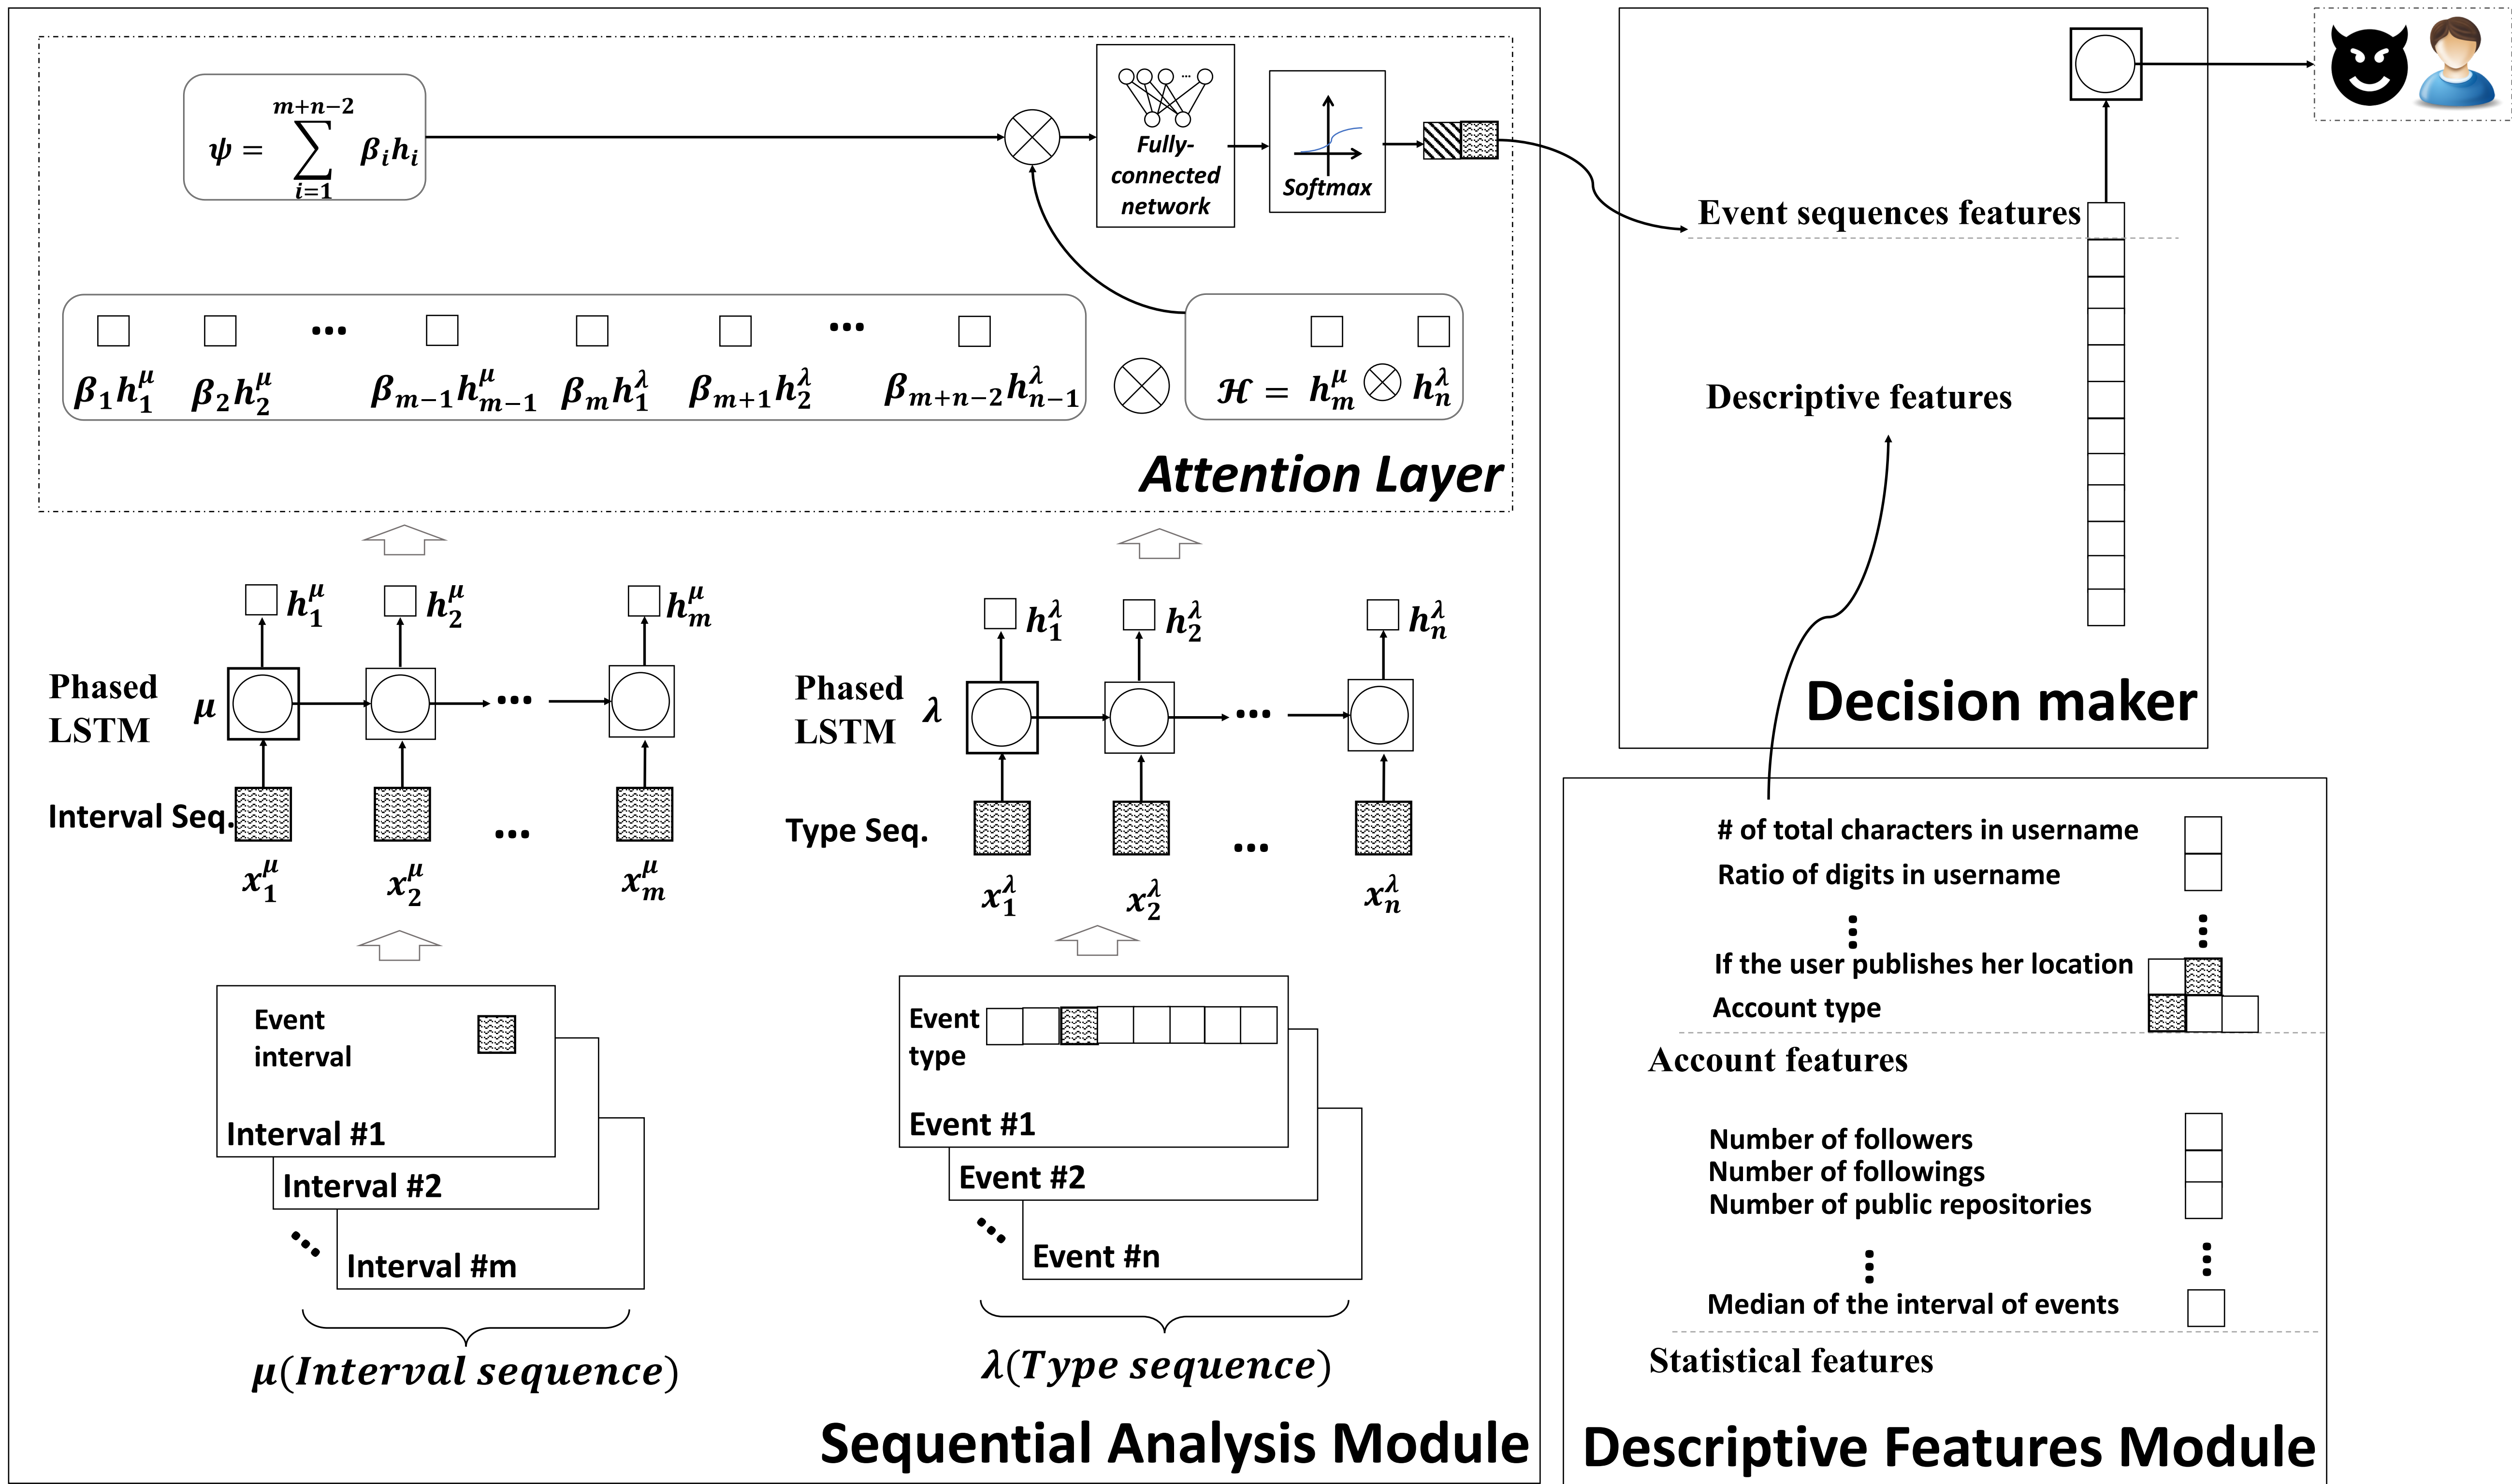 ψ = ∑_{i=1}^{m+n−2} β_i h_i
Fully-
connected
network
Softmax
β_1 h_1^μ β_2 h_2^μ ... β_{m−1} h_{m−1}^μ β_m h_1^λ β_{m+1} h_2^λ ... β_{m+n−2} h_{n−1}^λ ⊗ ℋ = h_m^μ ⊗ h_n^λ
Attention Layer
h_1^μ h_2^μ h_m^μ
Phased
LSTM
μ
...
Interval Seq.
...
x_1^μ x_2^μ x_m^μ
h_1^λ h_2^λ h_n^λ
Phased
LSTM
λ
...
Type Seq.
...
x_1^λ x_2^λ x_n^λ
Event
interval
Interval #1
Interval #2
...
Interval #m
μ(Interval sequence)
Event
type
Event #1
Event #2
...
Event #n
λ(Type sequence)
Sequential Analysis Module
Event sequences features
Descriptive features
Decision maker
# of total characters in username
Ratio of digits in username
...
If the user publishes her location
Account type
Account features
Number of followers
Number of followings
Number of public repositories
...
Median of the interval of events
Statistical features
Descriptive Features Module